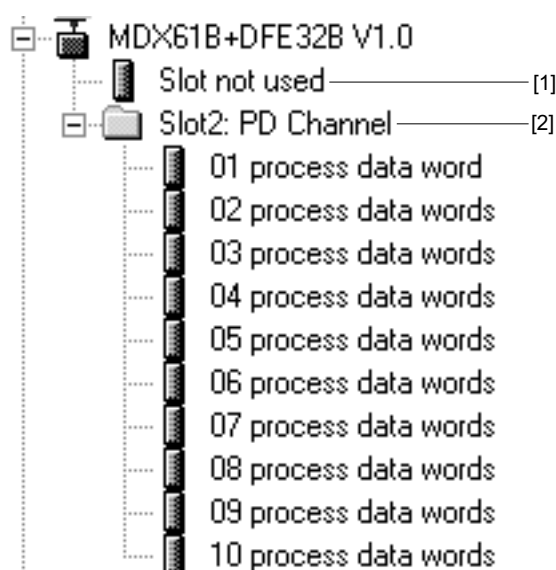 MDX61B+DFE32B V1.0
Slot not used [1]
Slot2: PD Channel [2]
01 process data word
02 process data words
03 process data words
04 process data words
05 process data words
06 process data words
07 process data words
08 process data words
09 process data words
10 process data words